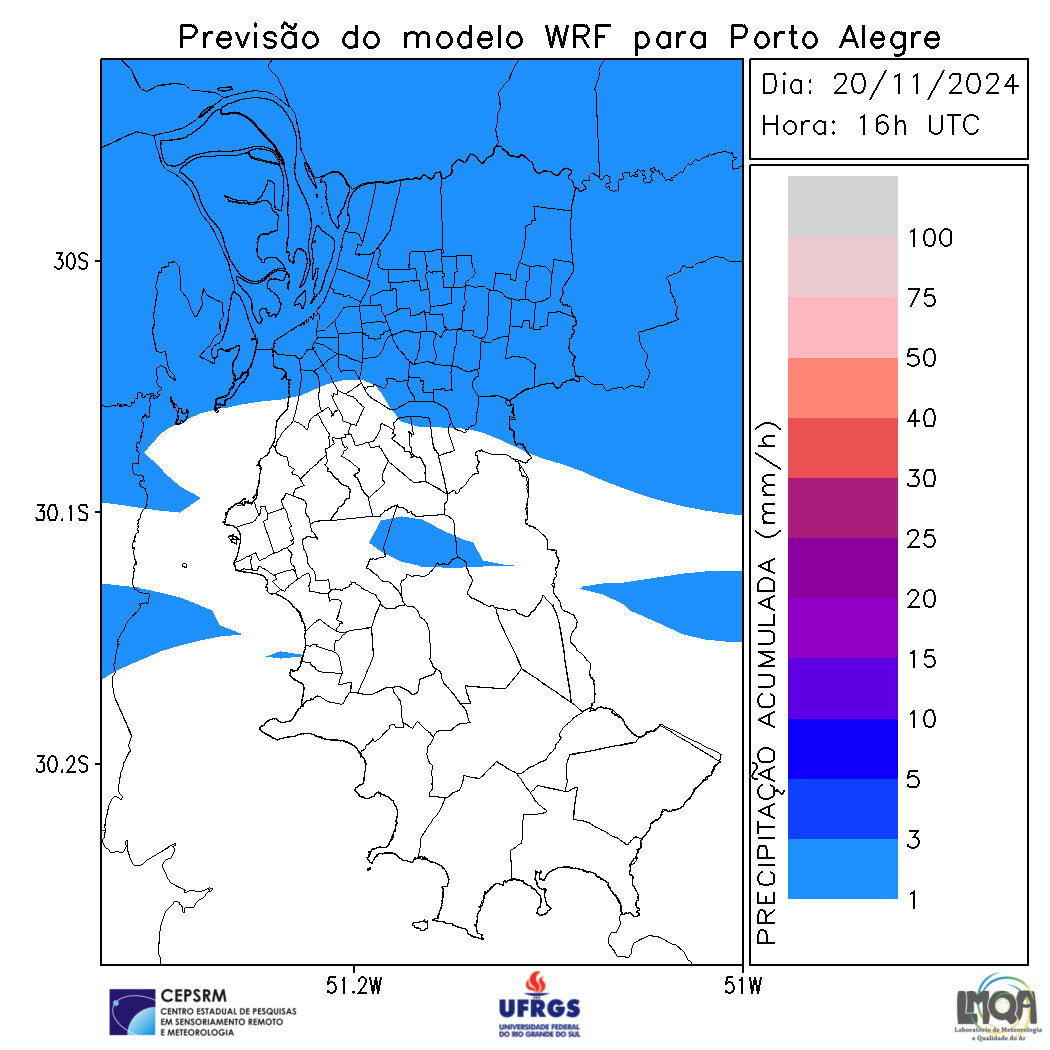 Previsão do modelo WRF para Porto Alegre
Dia: 20/11/2024
Hora: 16h UTC
30S
30.1S
30.2S
51.2W
51W
PRECIPITAÇÃO ACUMULADA (mm/h)
100
75
50
40
30
25
20
15
10
5
3
1
CEPSRM
CENTRO ESTADUAL DE PESQUISAS
EM SENSORIAMENTO REMOTO
E METEOROLOGIA
UFRGS
UNIVERSIDADE FEDERAL
DO RIO GRANDE DO SUL
LMQA
Laboratório de Meteorologia
e Qualidade do Ar